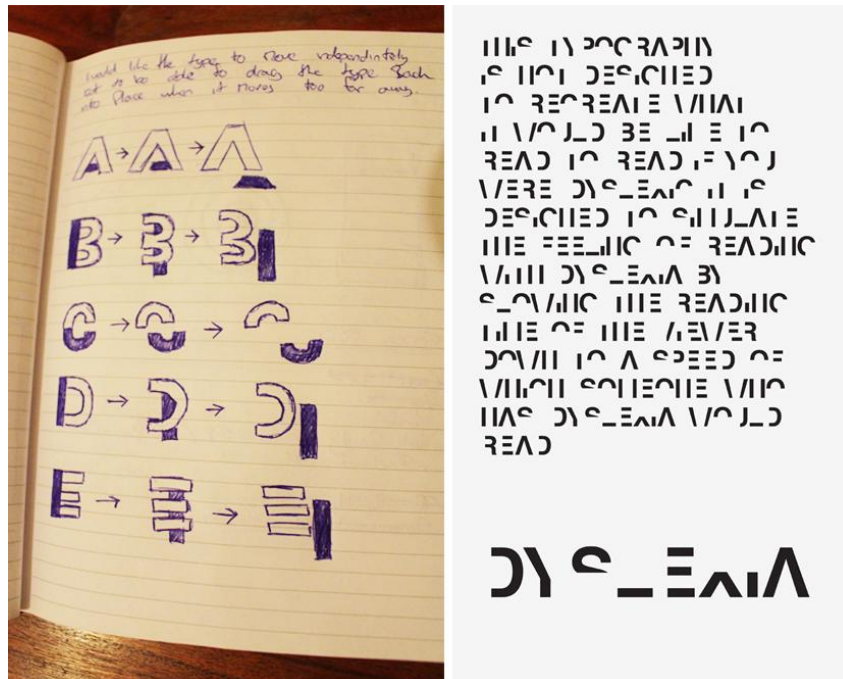 would like the type to move
but to be able to drag the type back
into Place when it moves too far away.
A A A
B B B
C C C
D D D
E E E
THIS TYPOGRAPHY
IS NOT DESIGNED
TO RECREATE WHAT
IT WOULD BE LIKE TO
READ TO READ IF YOU
WERE DYSLEXIC IT IS
DESIGNED TO SIMULATE
THE FEELING OF READING
WITH DYSLEXIA BY
SLOWING THE READING
TIME OF THE VIEWER
DOWN TO A SPEED OF
WHICH SOMEONE WHO
HAS DYSLEXIA WOULD
READ
DYSLEXIA